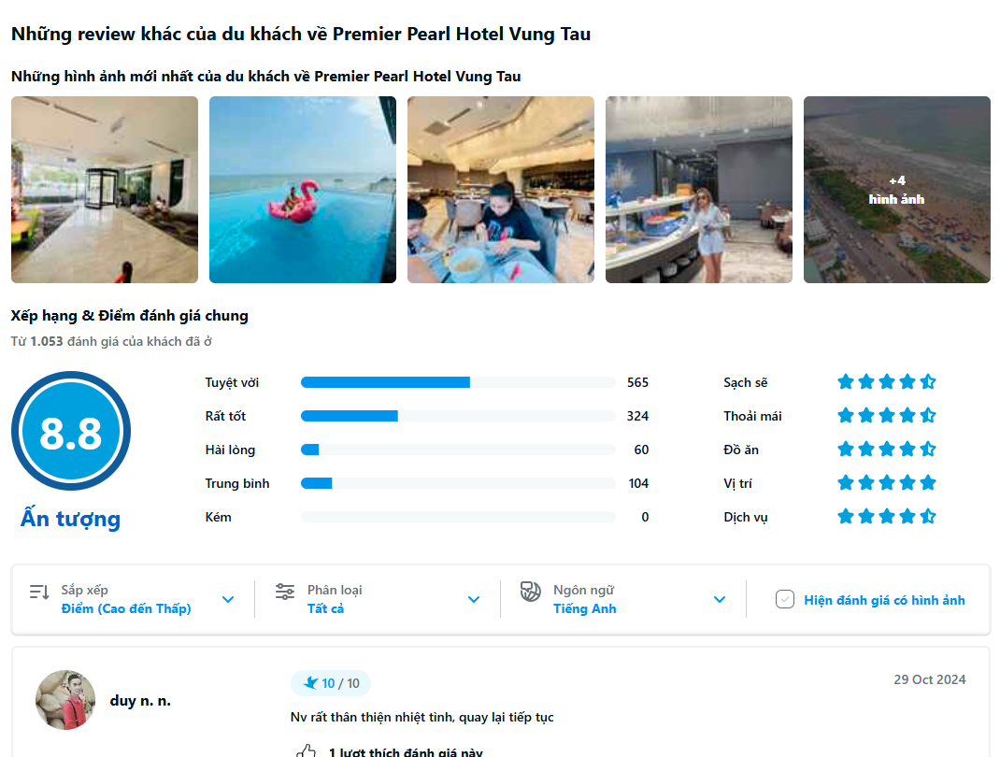 Những review khác của du khách về Premier Pearl Hotel Vung Tau
Những hình ảnh mới nhất của du khách về Premier Pearl Hotel Vung Tau
+4
hình ảnh
Xếp hạng & Điểm đánh giá chung
Từ 1.053 đánh giá của khách đã ở
8.8
Ấn tượng
Tuyệt vời 565
Rất tốt 324
Hài lòng 60
Trung bình 104
Kém 0
Sạch sẽ
Thoải mái
Đồ ăn
Vị trí
Dịch vụ
Sắp xếp
Điểm (Cao đến Thấp)
Phân loại
Tất cả
Ngôn ngữ
Tiếng Anh
Hiện đánh giá có hình ảnh
duy n. n.
10 / 10
29 Oct 2024
Nv rất thân thiện nhiệt tình, quay lại tiếp tục
1 lượt thích đánh giá này